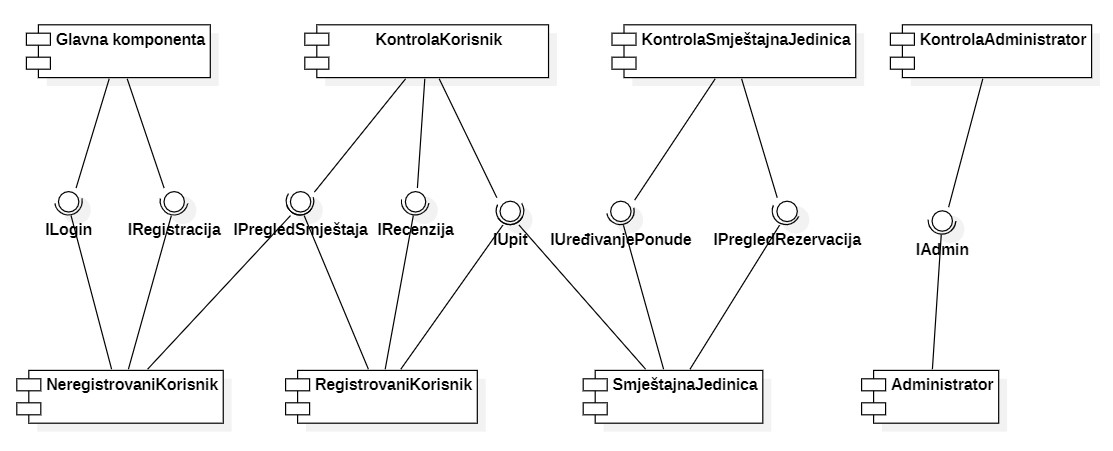 Glavna komponenta
KontrolaKorisnik
KontrolaSmještajnaJedinica
KontrolaAdministrator
ILogin
IRegistracija
IPregledSmještaja
IRecenzija
IUpit
IUređivanjePonude
IPregledRezervacija
IAdmin
NeregistrovaniKorisnik
RegistrovaniKorisnik
SmještajnaJedinica
Administrator